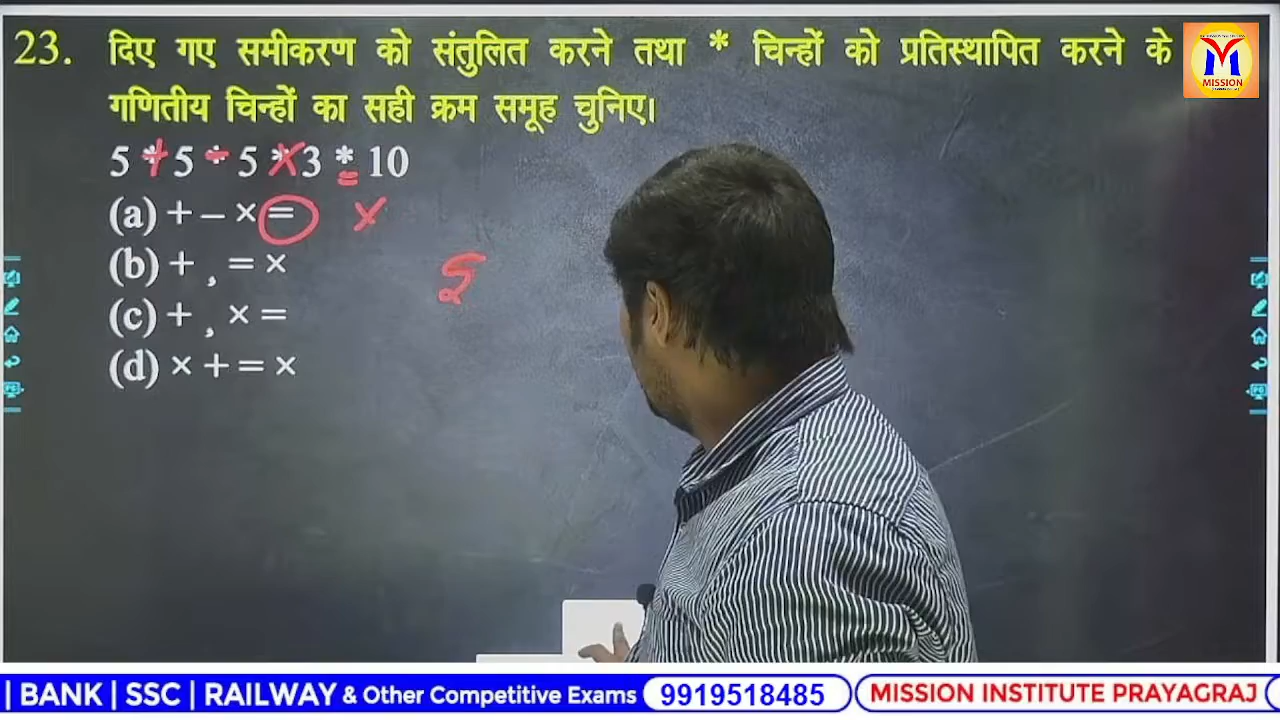 23. दिए गए समीकरण को संतुलित करने तथा * चिन्हों को प्रतिस्थापित करने के
गणितीय चिन्हों का सही क्रम समूह चुनिए।
5 * 5 * 5 * 3 * 10
(a) + – × =
(b) + , = ×
(c) + , × =
(d) × + = ×
MISSION
| BANK | SSC | RAILWAY & Other Competitive Exams 9919518485 MISSION INSTITUTE PRAYAGRAJ